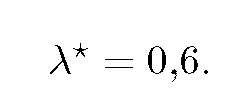 λ⋆ = 0,6.